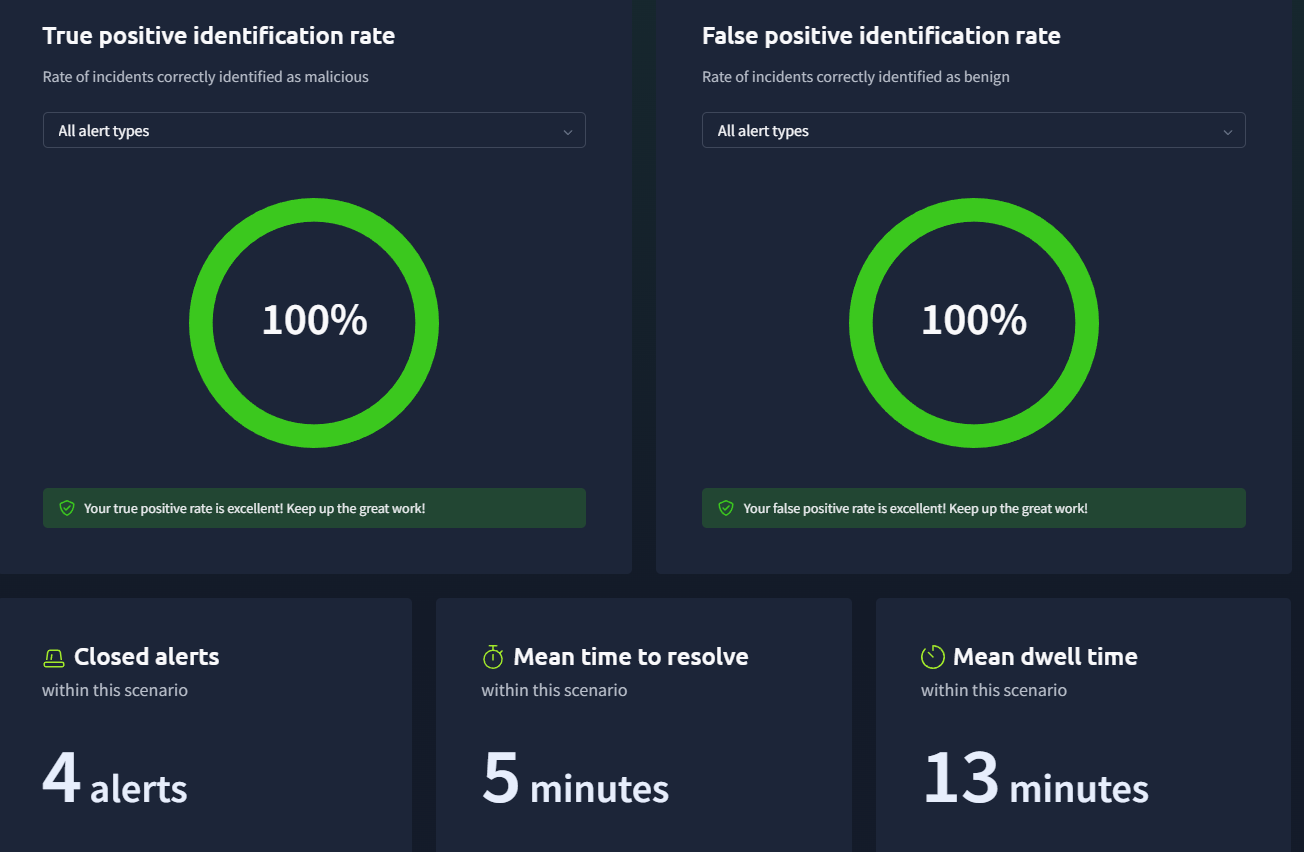 True positive identification rate
Rate of incidents correctly identified as malicious
All alert types
100%
Your true positive rate is excellent! Keep up the great work!
False positive identification rate
Rate of incidents correctly identified as benign
All alert types
100%
Your false positive rate is excellent! Keep up the great work!
Closed alerts
within this scenario
4 alerts
Mean time to resolve
within this scenario
5 minutes
Mean dwell time
within this scenario
13 minutes